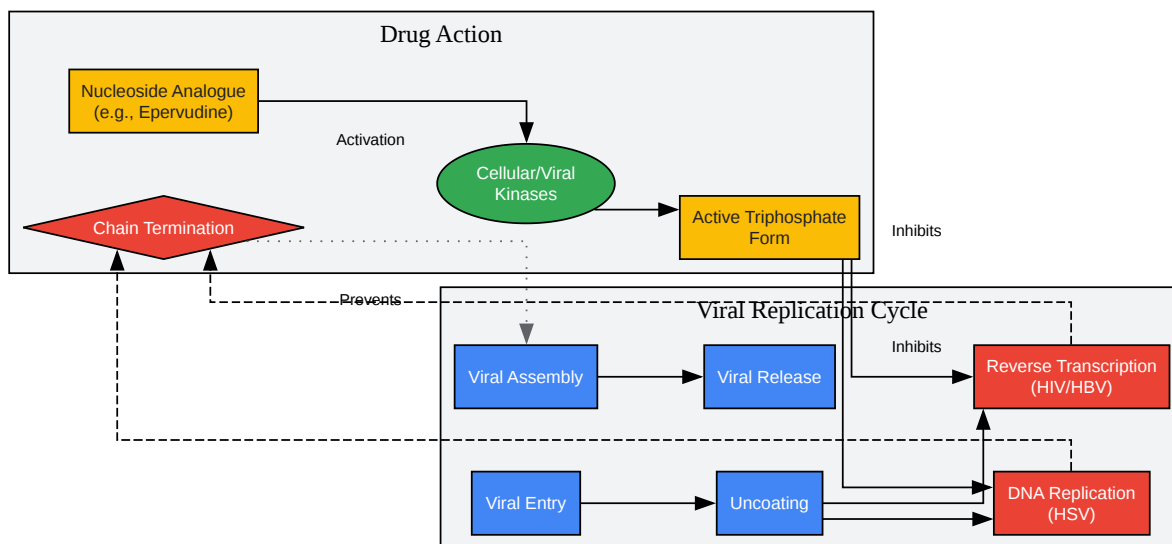 Drug Action
Nucleoside Analogue
(e.g., Epervudine)
Activation
Cellular/Viral
Kinases
Chain Termination
Active Triphosphate
Form
Inhibits
Prevents
Viral Replication Cycle
Inhibits
Viral Assembly
Viral Release
Reverse Transcription
(HIV/HBV)
Viral Entry
Uncoating
DNA Replication
(HSV)